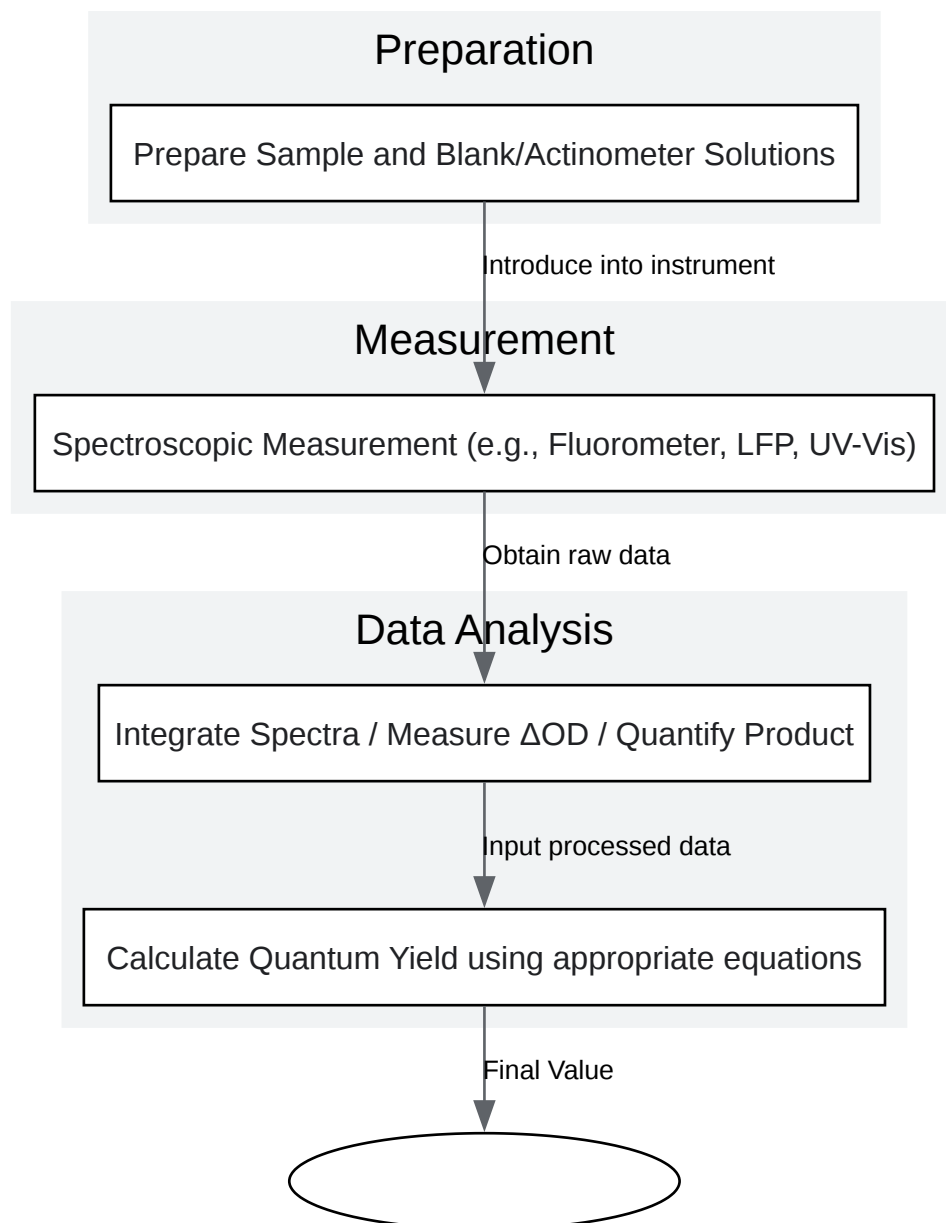 Preparation
Prepare Sample and Blank/Actinometer Solutions
Introduce into instrument
Measurement
Spectroscopic Measurement (e.g., Fluorometer, LFP, UV-Vis)
Obtain raw data
Data Analysis
Integrate Spectra / Measure ΔOD / Quantify Product
Input processed data
Calculate Quantum Yield using appropriate equations
Final Value